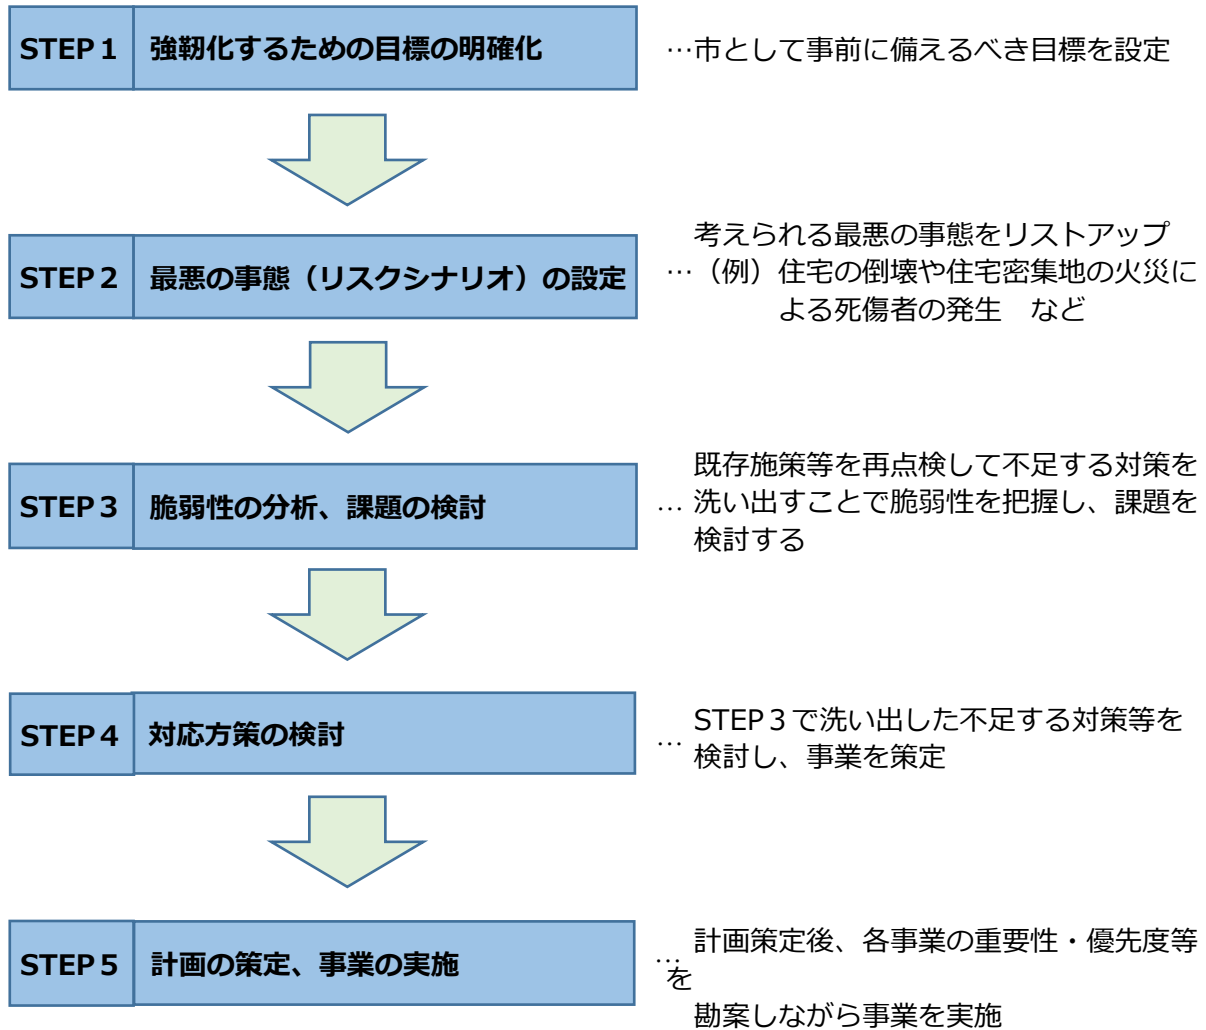 STEP１ 強靭化するための目標の明確化 …市として事前に備えるべき目標を設定
考えられる最悪の事態をリストアップ
STEP２ 最悪の事態（リスクシナリオ）の設定 …（例）住宅の倒壊や住宅密集地の火災に
よる死傷者の発生　など
既存施策等を再点検して不足する対策を
STEP３ 脆弱性の分析、課題の検討 … 洗い出すことで脆弱性を把握し、課題を
検討する
STEP３で洗い出した不足する対策等を
STEP４ 対応方策の検討 …
検討し、事業を策定
計画策定後、各事業の重要性・優先度等
STEP５ 計画の策定、事業の実施 …
を
勘案しながら事業を実施